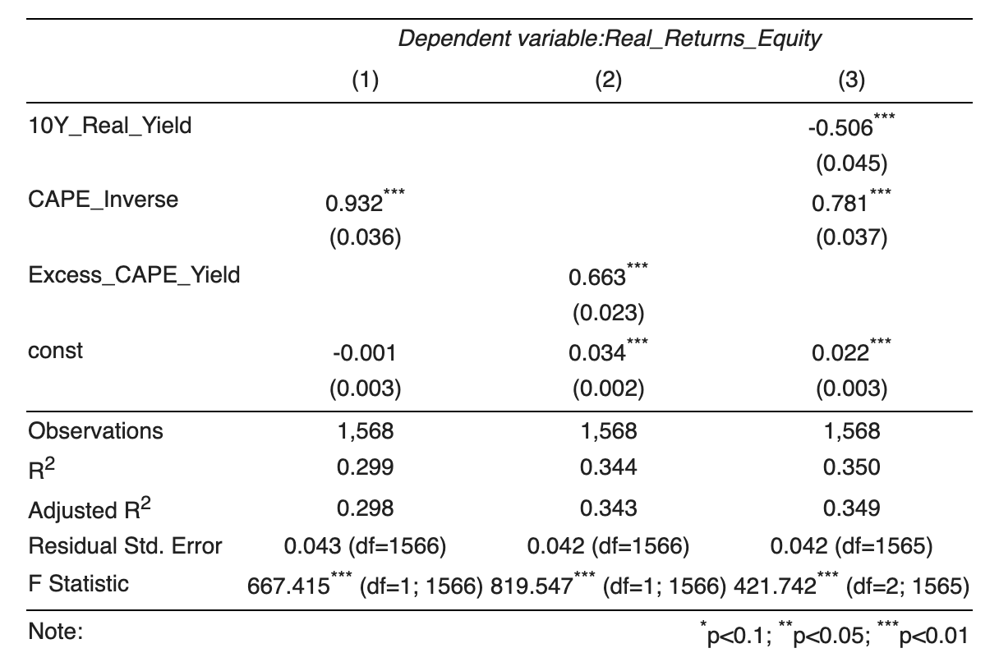 Dependent variable:Real_Returns_Equity
(1) (2) (3)
10Y_Real_Yield -0.506***
(0.045)
CAPE_Inverse 0.932*** 0.781***
(0.036) (0.037)
Excess_CAPE_Yield 0.663***
(0.023)
const -0.001 0.034*** 0.022***
(0.003) (0.002) (0.003)
Observations 1,568 1,568 1,568
R2 0.299 0.344 0.350
Adjusted R2 0.298 0.343 0.349
Residual Std. Error 0.043 (df=1566) 0.042 (df=1566) 0.042 (df=1565)
F Statistic 667.415*** (df=1; 1566) 819.547*** (df=1; 1566) 421.742*** (df=2; 1565)
Note: *p<0.1; **p<0.05; ***p<0.01